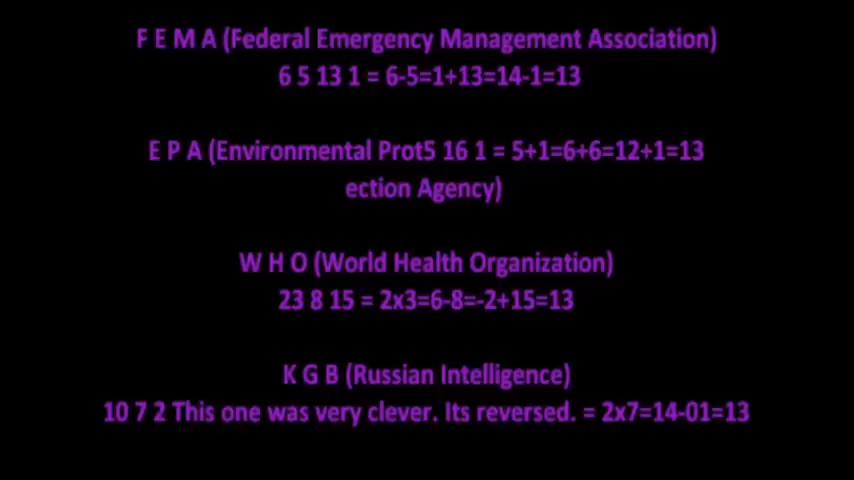 F E M A (Federal Emergency Management Association)
6 5 13 1 = 6-5=1+13=14-1=13
E P A (Environmental Prot5 16 1 = 5+1=6+6=12+1=13
ection Agency)
W H O (World Health Organization)
23 8 15 = 2x3=6-8=-2+15=13
K G B (Russian Intelligence)
10 7 2 This one was very clever. Its reversed. = 2x7=14-01=13